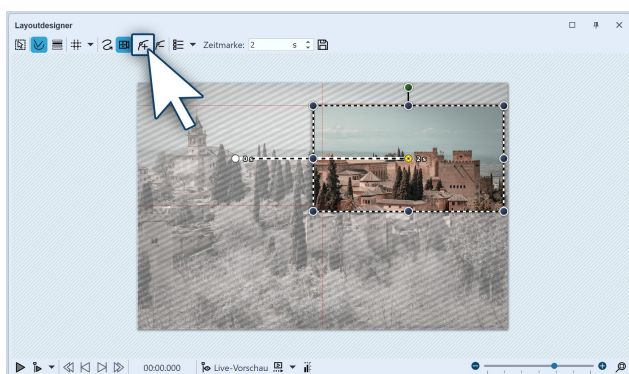 Layoutdesigner
Zeitmarke: 2 s
0 s
2 s
00:00.000 Live-Vorschau